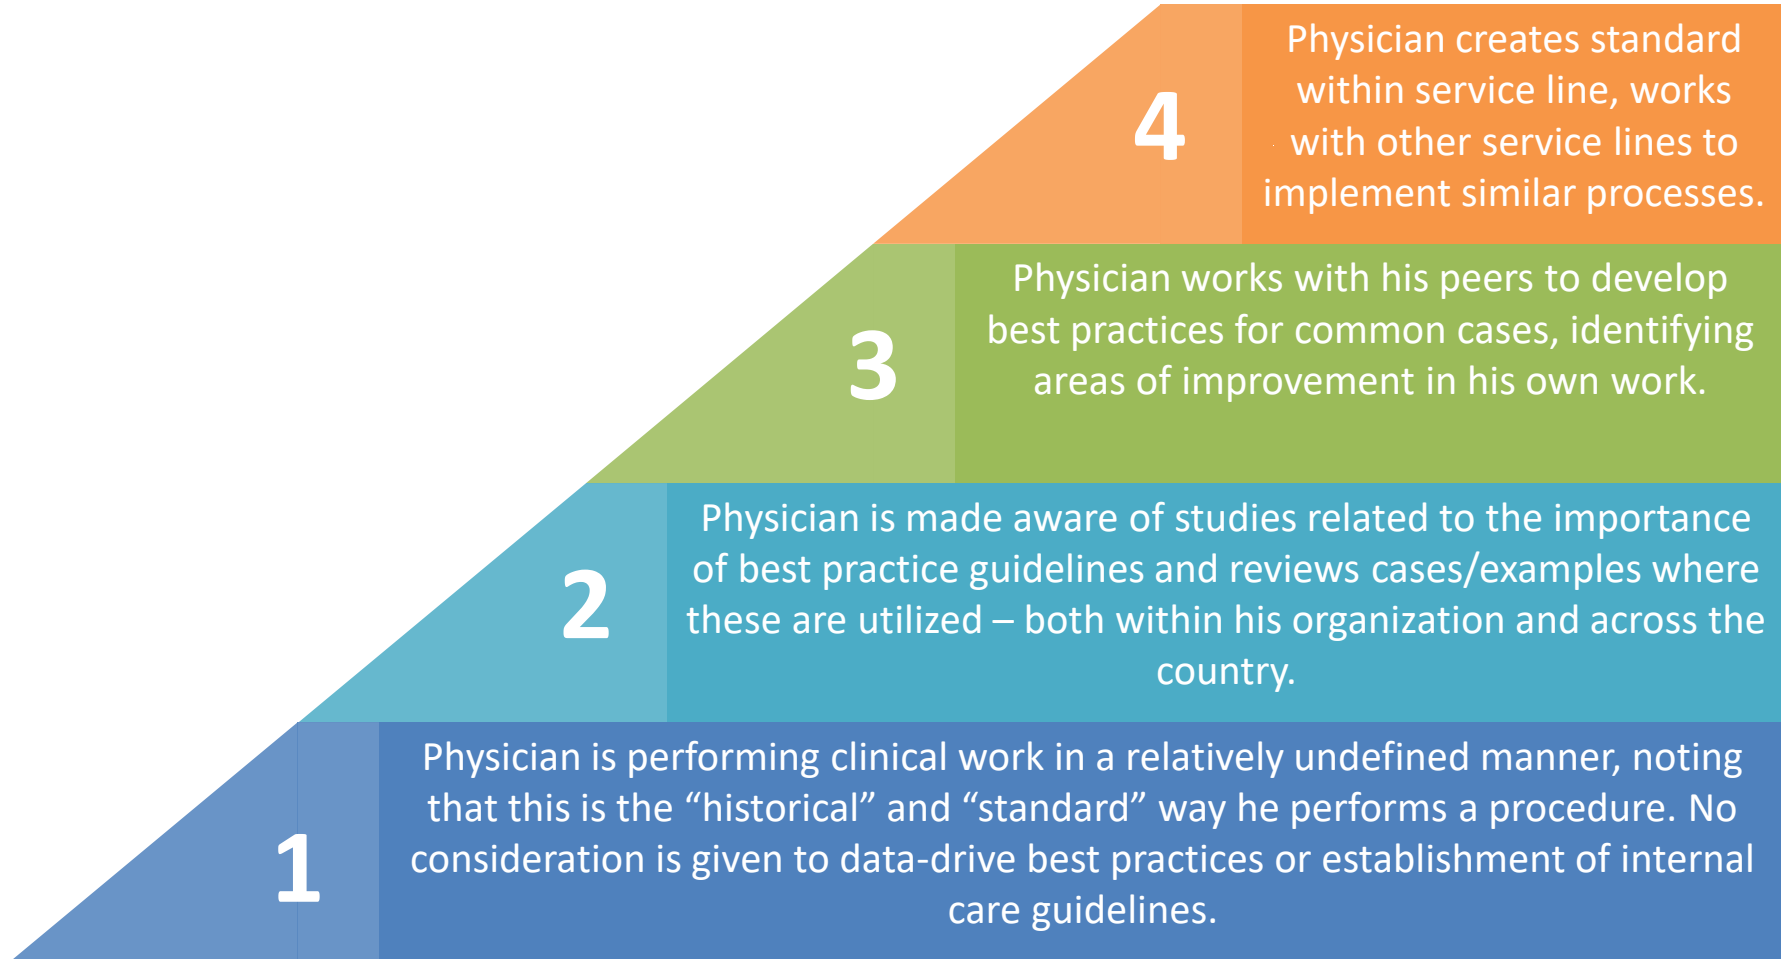 4
Physician creates standard
within service line, works
with other service lines to
implement similar processes.
3
Physician works with his peers to develop
best practices for common cases, identifying
areas of improvement in his own work.
2
Physician is made aware of studies related to the importance
of best practice guidelines and reviews cases/examples where
these are utilized – both within his organization and across the
country.
1
Physician is performing clinical work in a relatively undefined manner, noting
that this is the “historical” and “standard” way he performs a procedure. No
consideration is given to data-drive best practices or establishment of internal
care guidelines.